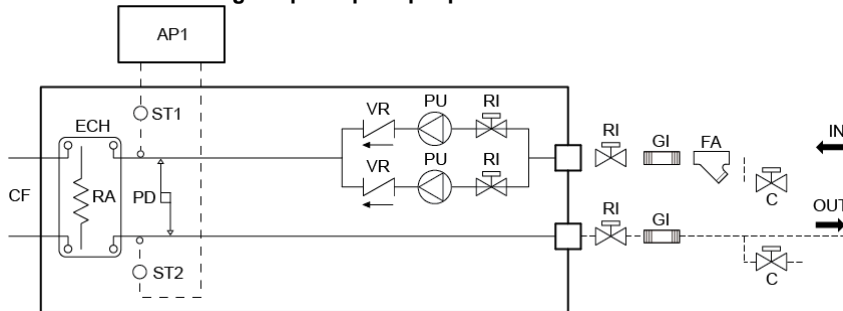 AP1
ST1
ECH
VR PU RI
VR PU RI
RI GI FA IN
C
CF RA PD
RI GI OUT
ST2
C